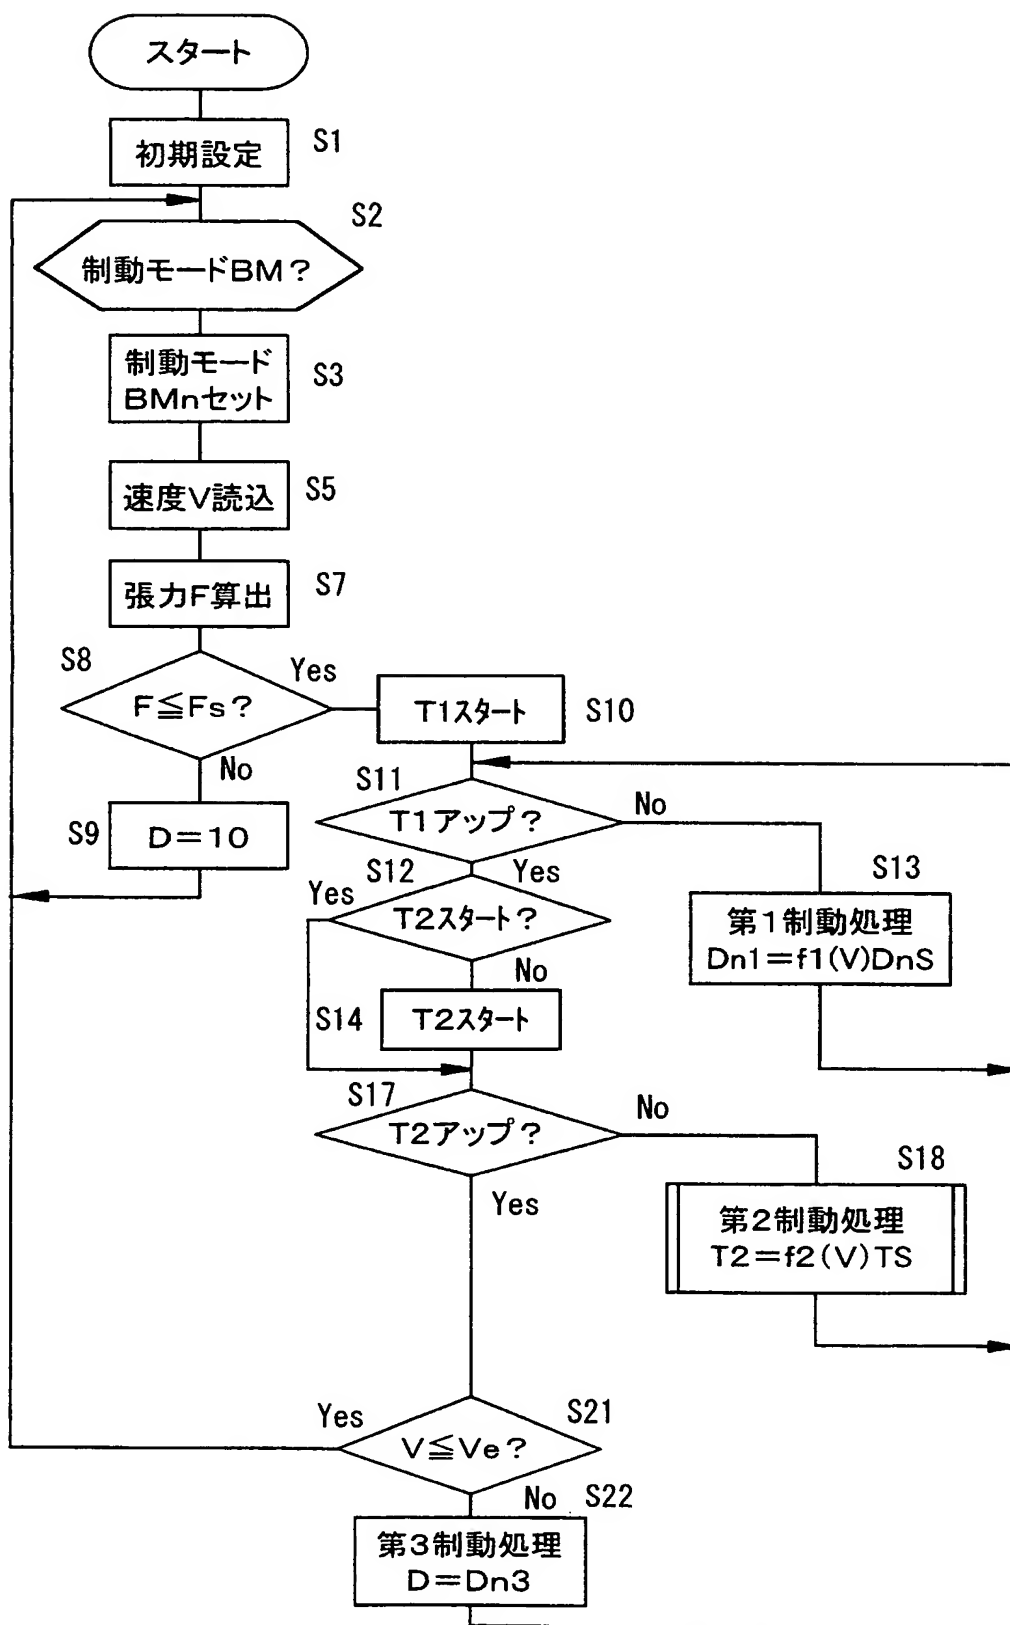 スタート
初期設定
S1
S2
制動モードBM?
制動モード
BMnセット
S3
速度V読込
S5
張力F算出
S7
S8
F≦Fs?
Yes
No
S9
D=10
T1スタート
S10
S11
T1アップ?
No
Yes
S13
第1制動処理
Dn1=f1(V)DnS
S12
Yes
T2スタート?
No
S14
T2スタート
S17
T2アップ?
No
Yes
S18
第2制動処理
T2=f2(V)TS
Yes
S21
V≦Ve?
No
S22
第3制動処理
D=Dn3